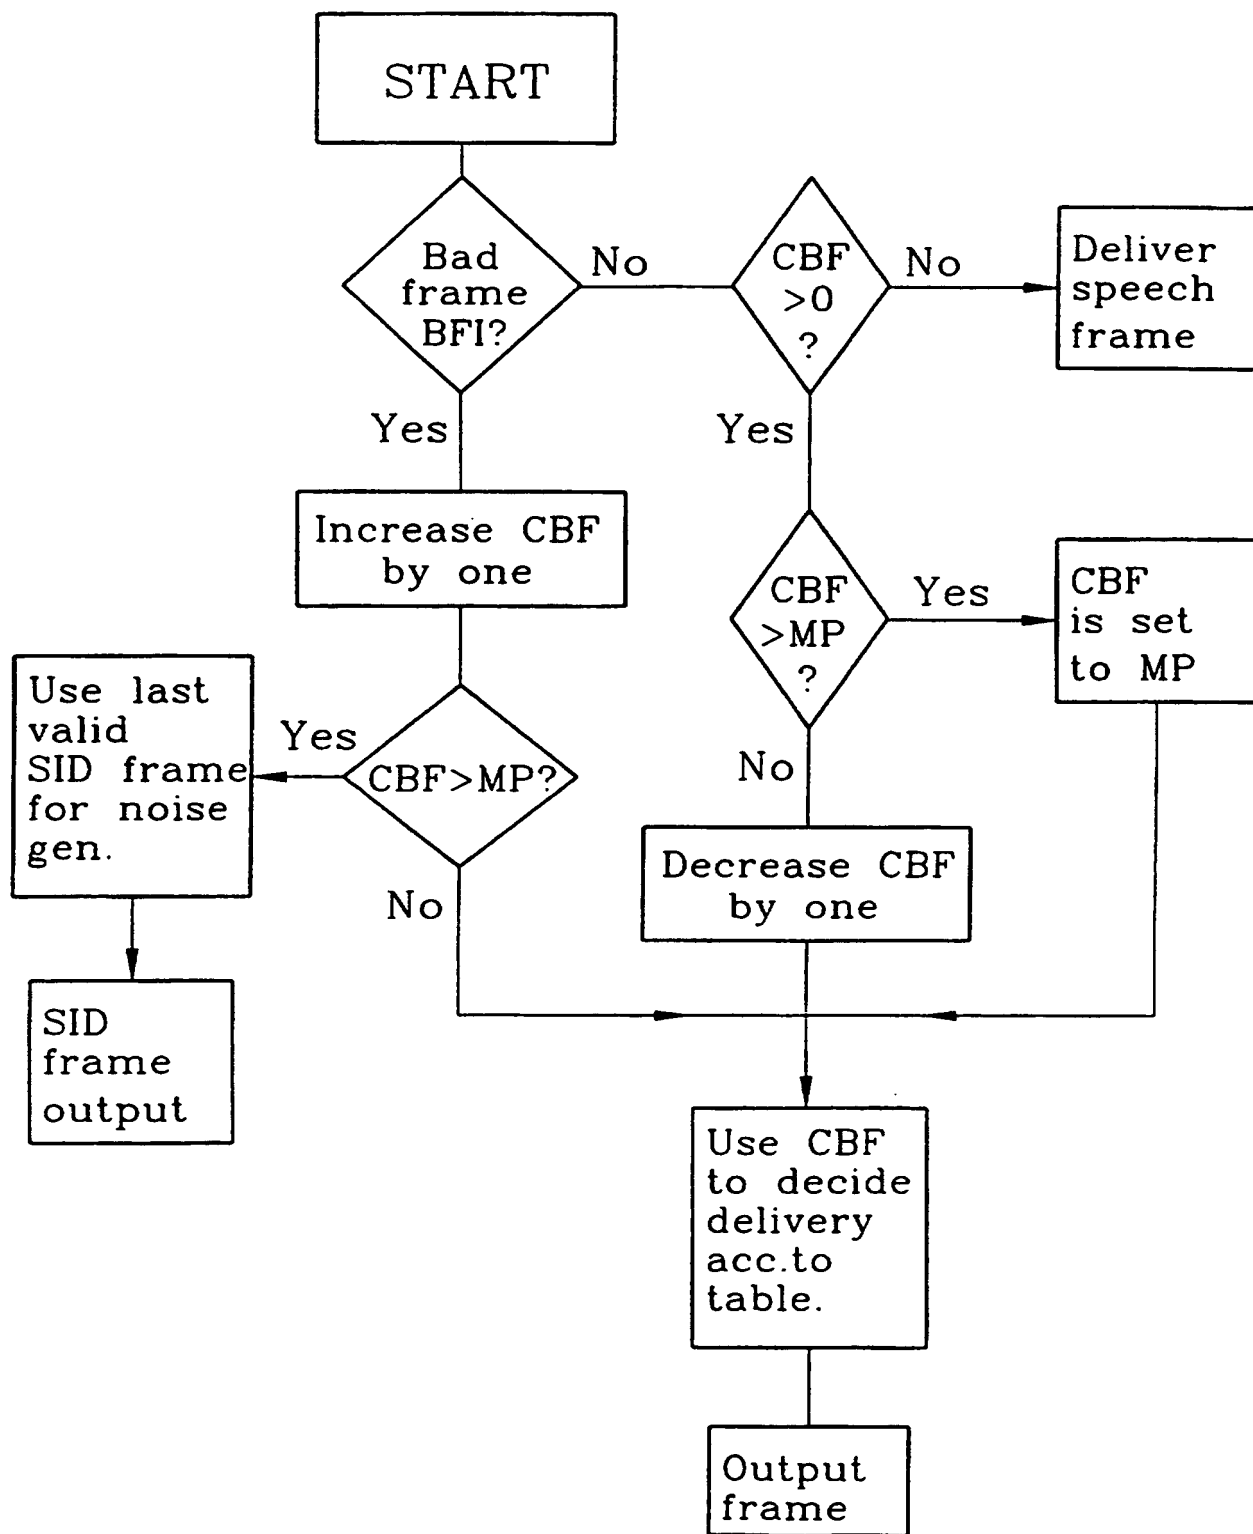 START
Bad
frame
BFI?
No
CBF
>0
?
No
Deliver
speech
frame
Yes
Yes
Increase CBF
by one
CBF
>MP
?
Yes
CBF
is set
to MP
Use last
valid
SID frame
for noise
gen.
Yes
CBF>MP?
No
No
Decrease CBF
by one
SID
frame
output
Use CBF
to decide
delivery
acc.to
table.
Output
frame